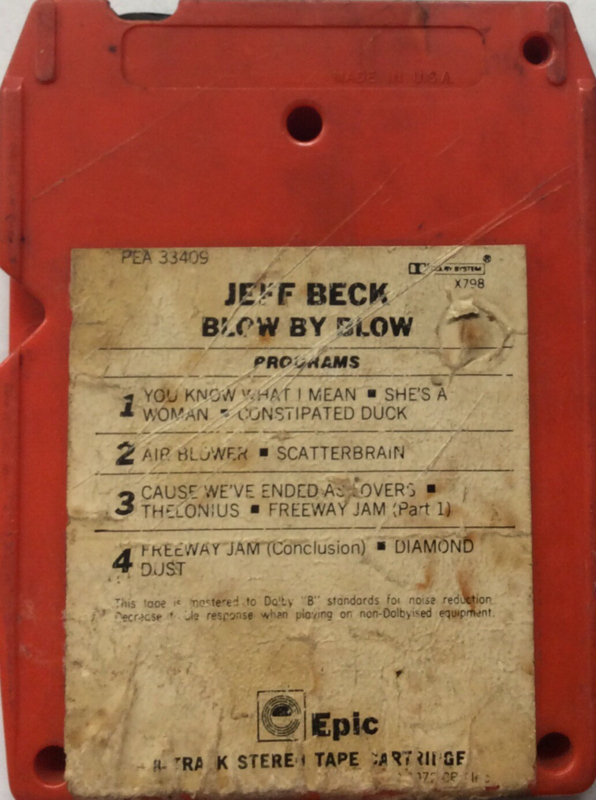 MADE IN U.S.A.
PEA 33409
DOLBY SYSTEM ®
X798
JEFF BECK
BLOW BY BLOW
PROGRAMS
1 YOU KNOW WHAT I MEAN ■ SHE'S A
WOMAN ■ CONSTIPATED DUCK
2 AIR BLOWER ■ SCATTERBRAIN
3 CAUSE WE'VE ENDED AS LOVERS ■
THELONIUS ■ FREEWAY JAM (Part 1)
4 FREEWAY JAM (Conclusion) ■ DIAMOND
DUST
This tape is mastered to Dolby "B" standards for noise reduction.
Decrease treble response when playing on non-Dolbyised equipment.
e Epic
TRACK STEREO TAPE CARTRIDGE